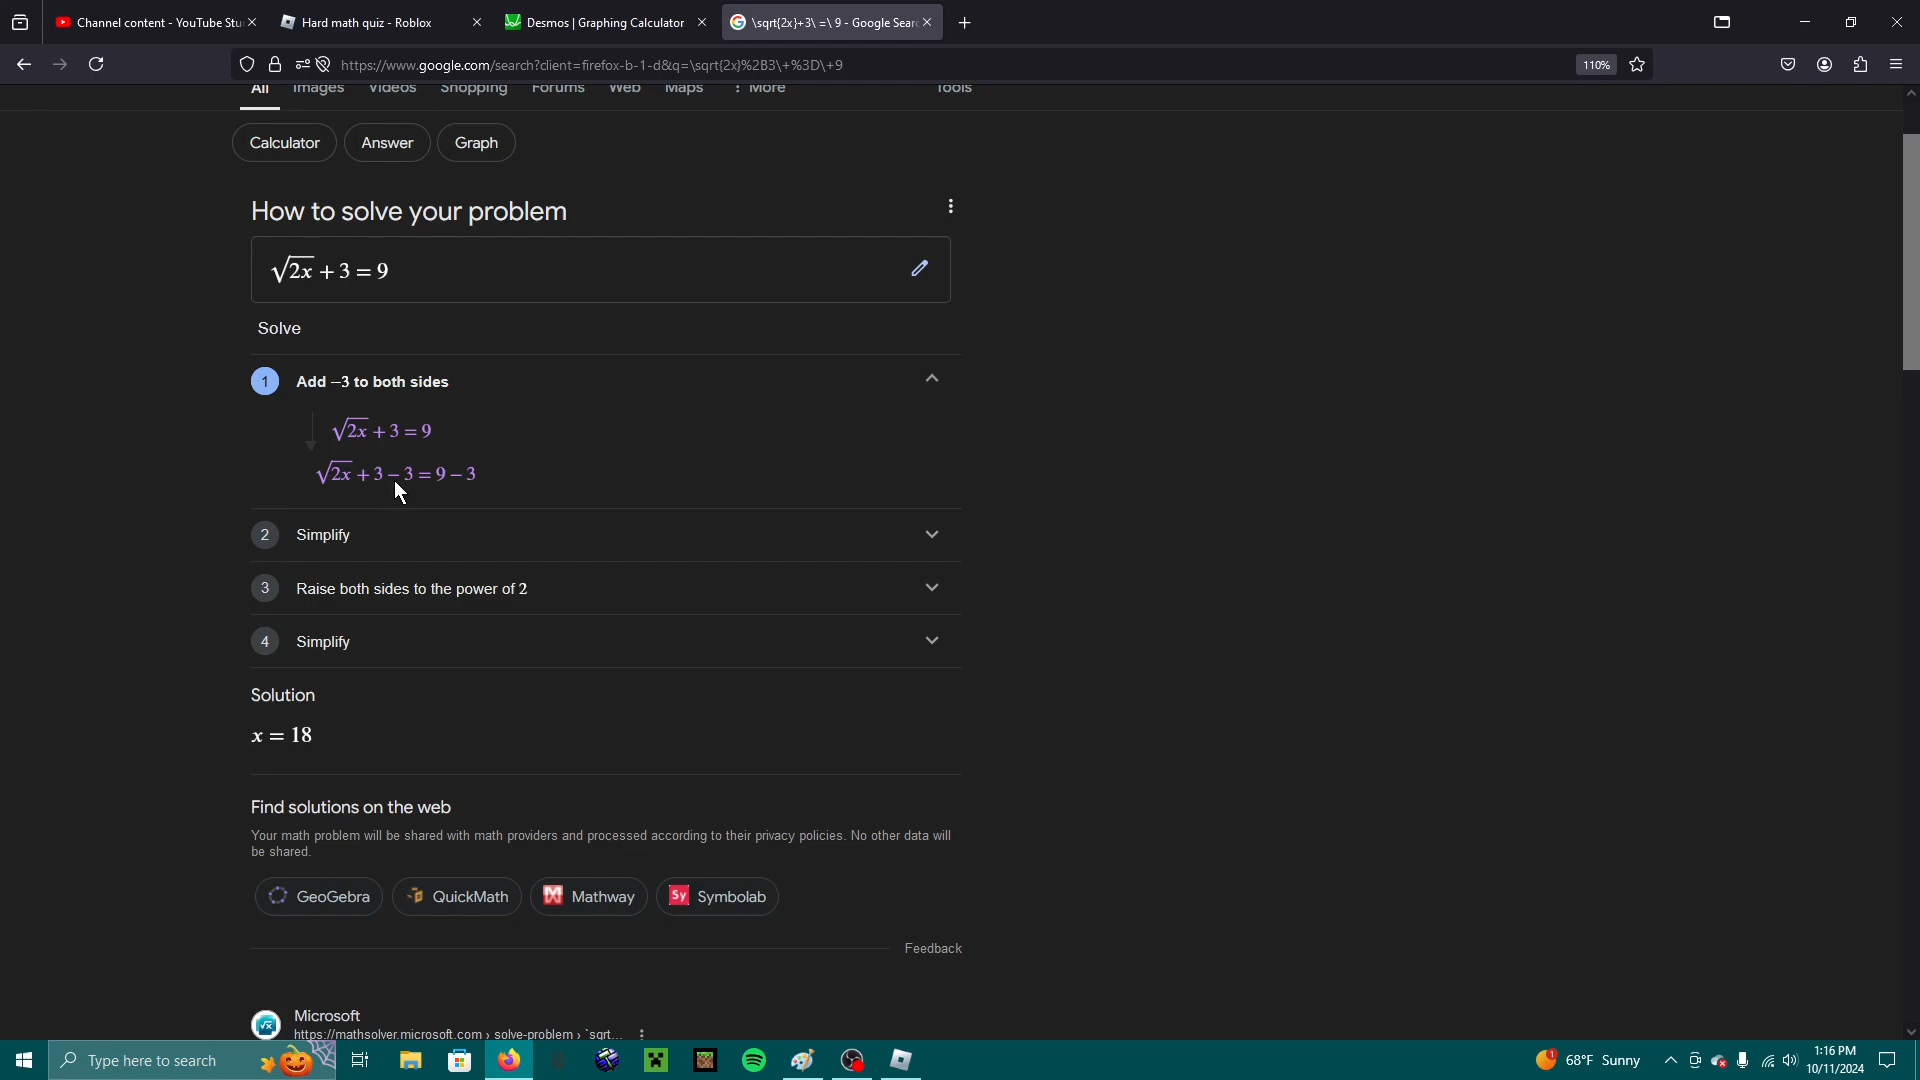 Channel content - YouTube Stu
Hard math quiz - Roblox
Desmos | Graphing Calculator
\sqrt{2x}+3\ =\ 9 - Google Sear
https://www.google.com/search?client=firefox-b-1-d&q=\sqrt{2x}%2B3\+%3D\+9
110%
All
Images
Videos
Shopping
Forums
Web
Maps
More
Tools
Calculator
Answer
Graph
How to solve your problem
√2x + 3 = 9
Solve
1 Add −3 to both sides
√2x + 3 = 9
√2x + 3 − 3 = 9 − 3
2 Simplify
3 Raise both sides to the power of 2
4 Simplify
Solution
x = 18
Find solutions on the web
Your math problem will be shared with math providers and processed according to their privacy policies. No other data will
be shared.
GeoGebra
QuickMath
Mathway
Sy Symbolab
Feedback
Microsoft
https://mathsolver.microsoft.com › solve-problem › `sqrt...
Type here to search
1
68°F Sunny
1:16 PM
10/11/2024